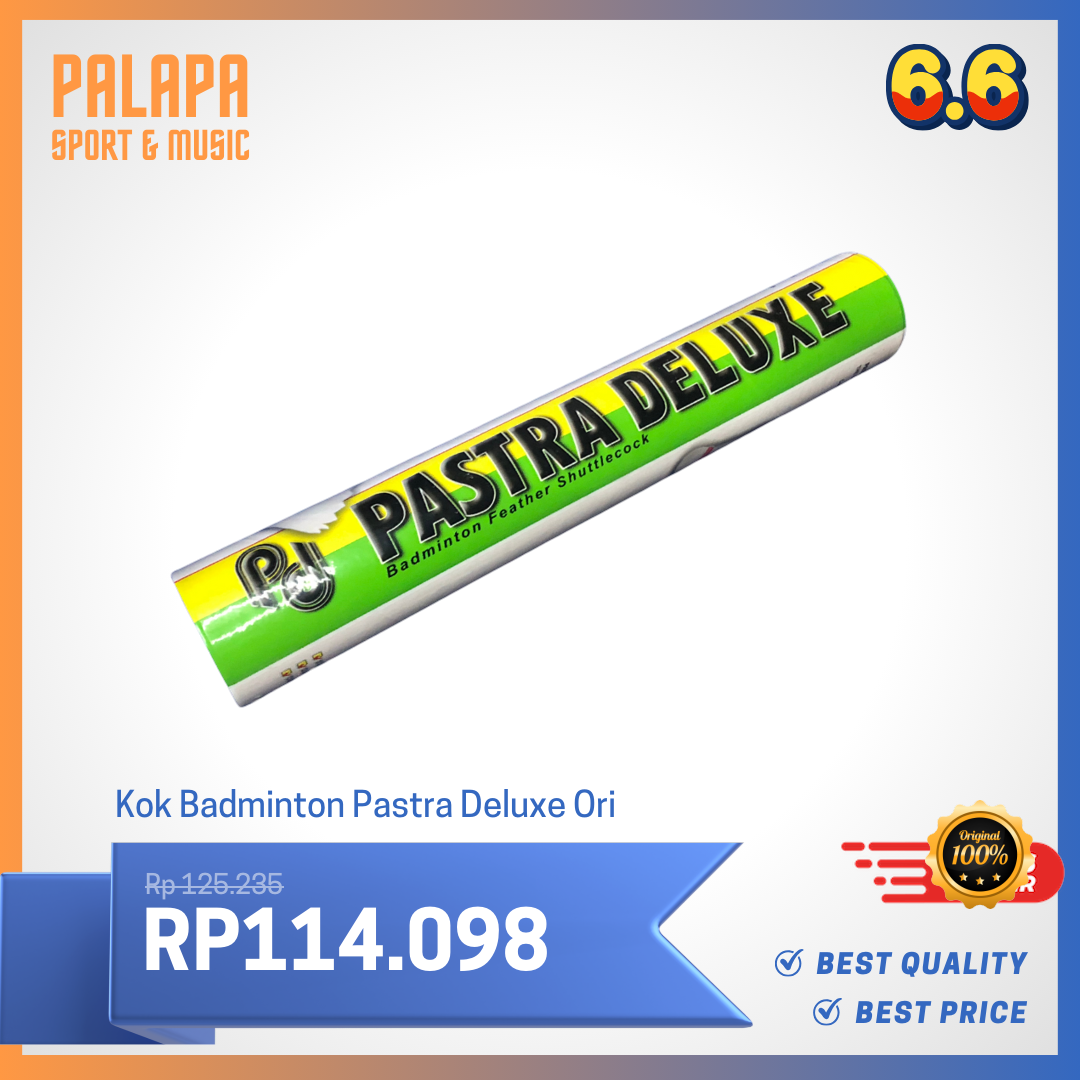 PALAPA
SPORT & MUSIC
6.6
PASTRA DELUXE
Badminton Feather Shuttlecock
Kok Badminton Pastra Deluxe Ori
Rp 125.235
RP114.098
Original
100%
BEST QUALITY
BEST PRICE